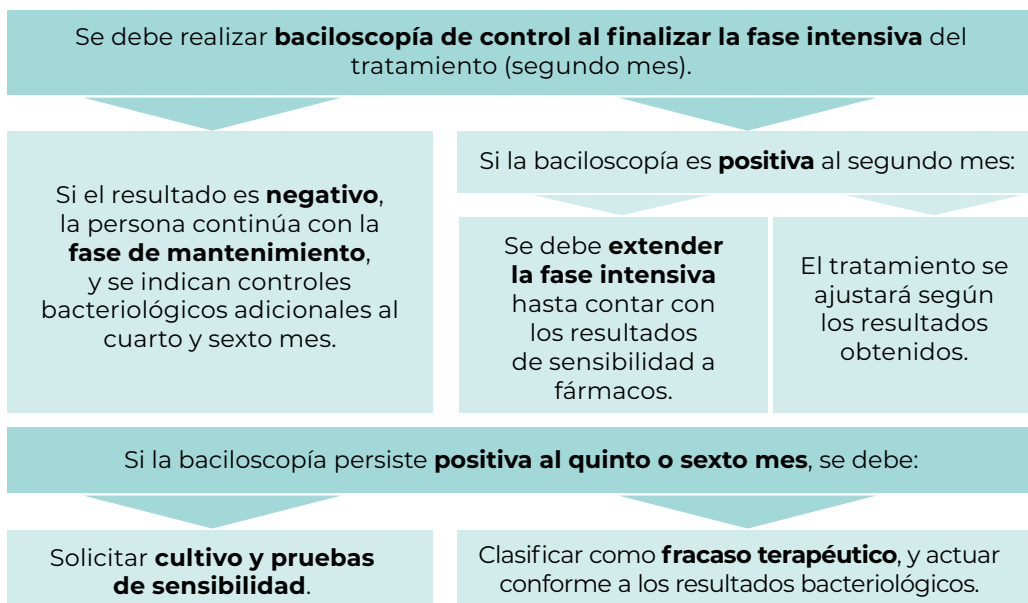 Se debe realizar baciloscopía de control al finalizar la fase intensiva del
tratamiento (segundo mes).
Si el resultado es negativo,
la persona continúa con la
fase de mantenimiento,
y se indican controles
bacteriológicos adicionales al
cuarto y sexto mes.
Si la baciloscopía es positiva al segundo mes:
Se debe extender
la fase intensiva
hasta contar con
los resultados
de sensibilidad a
fármacos.
El tratamiento se
ajustará según
los resultados
obtenidos.
Si la baciloscopía persiste positiva al quinto o sexto mes, se debe:
Solicitar cultivo y pruebas
de sensibilidad.
Clasificar como fracaso terapéutico, y actuar
conforme a los resultados bacteriológicos.